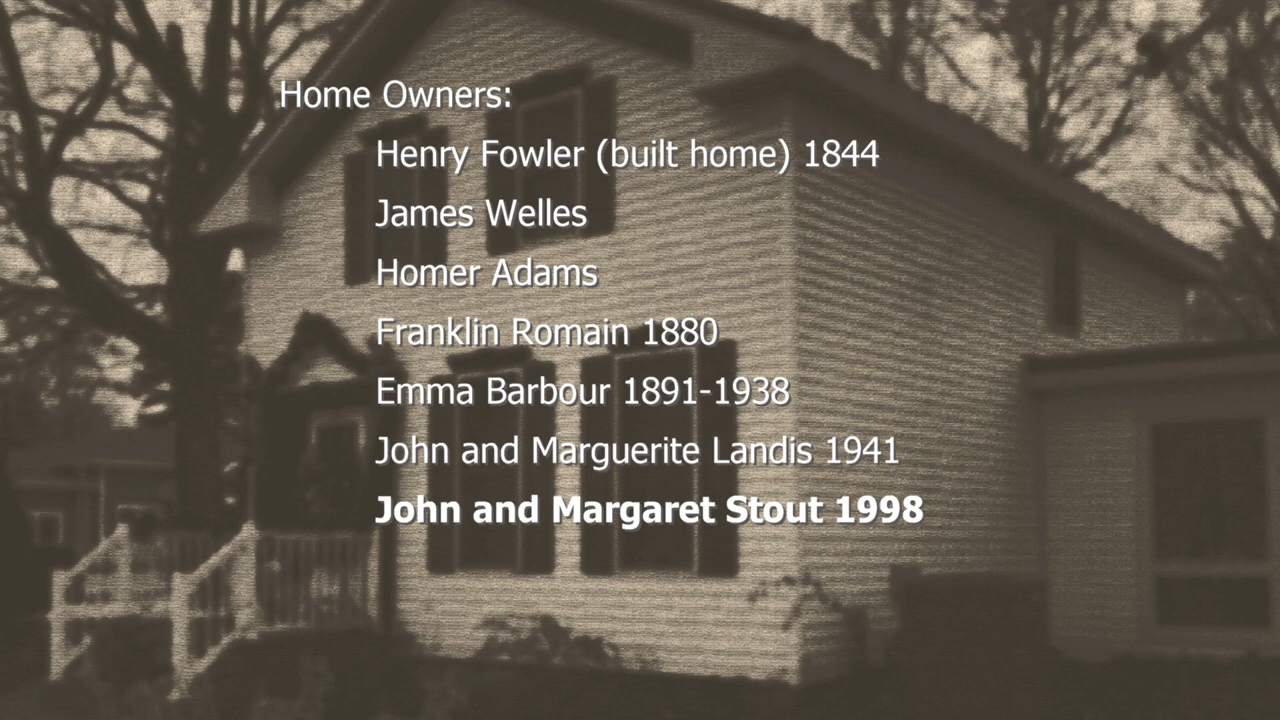 Home Owners:
Henry Fowler (built home) 1844
James Welles
Homer Adams
Franklin Romain 1880
Emma Barbour 1891-1938
John and Marguerite Landis 1941
John and Margaret Stout 1998